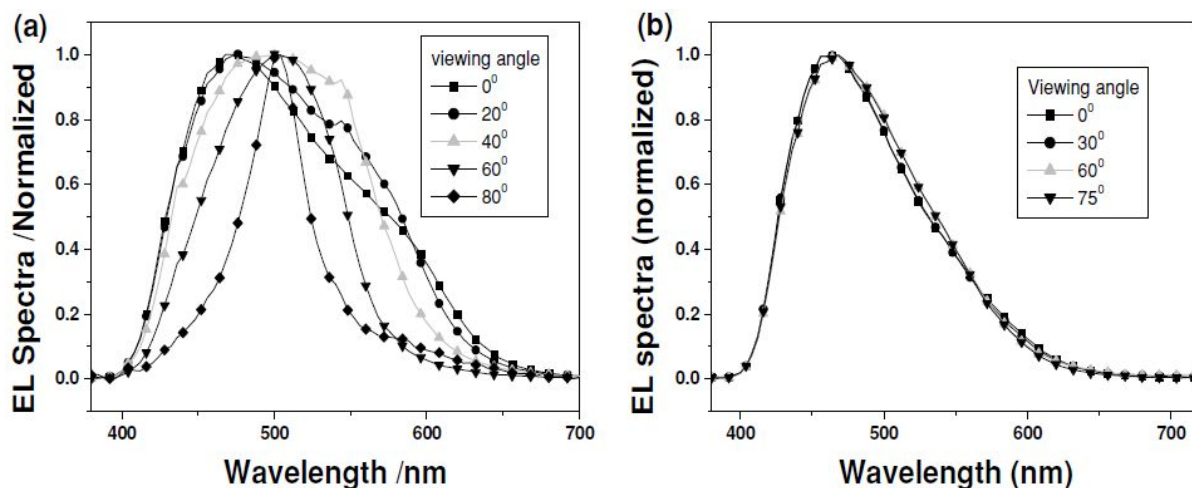 (a)
EL Spectra /Normalized
1.0
0.8
0.6
0.4
0.2
0.0
viewing angle
0⁰
20⁰
40⁰
60⁰
80⁰
400 500 600 700
Wavelength /nm
(b)
EL spectra (normalized)
1.0
0.8
0.6
0.4
0.2
0.0
Viewing angle
0⁰
30⁰
60⁰
75⁰
400 500 600 700
Wavelength (nm)